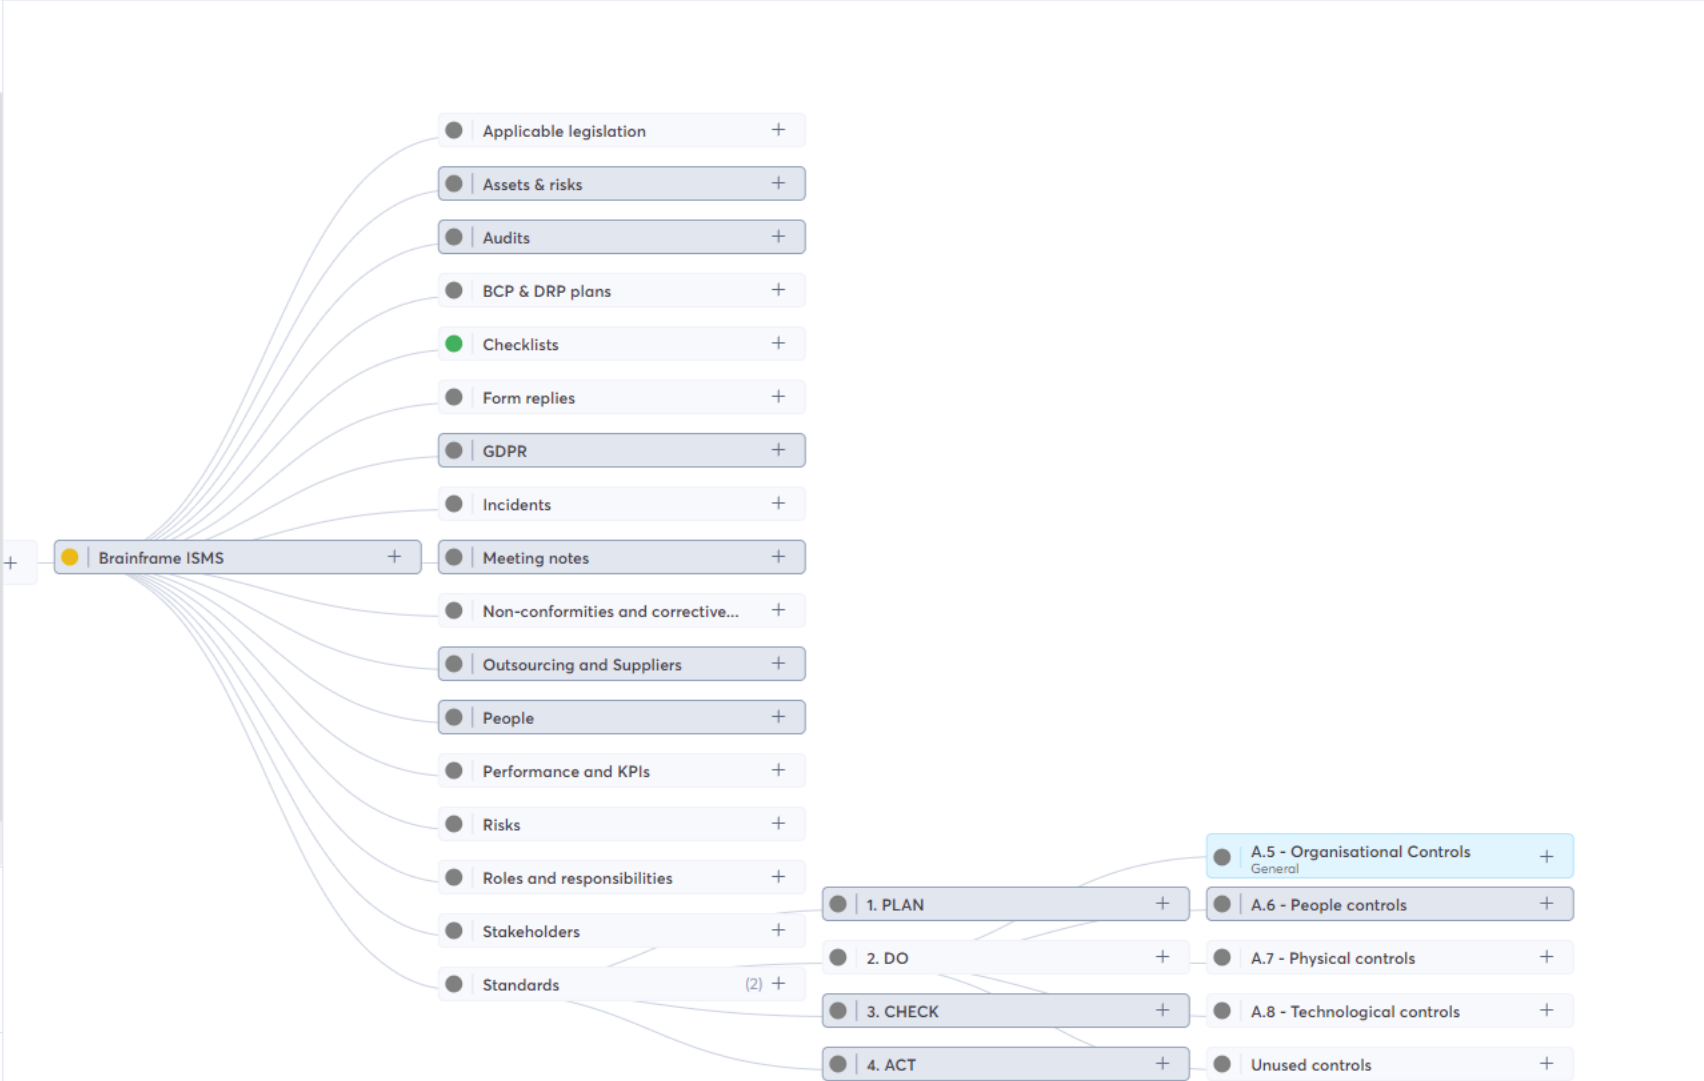 Applicable legislation
Assets & risks
Audits
BCP & DRP plans
Checklists
Form replies
GDPR
Incidents
Brainframe ISMS
Meeting notes
Non-conformities and corrective...
Outsourcing and Suppliers
People
Performance and KPIs
Risks
Roles and responsibilities
Stakeholders
Standards (2)
1. PLAN
2. DO
3. CHECK
4. ACT
A.5 - Organisational Controls
General
A.6 - People controls
A.7 - Physical controls
A.8 - Technological controls
Unused controls